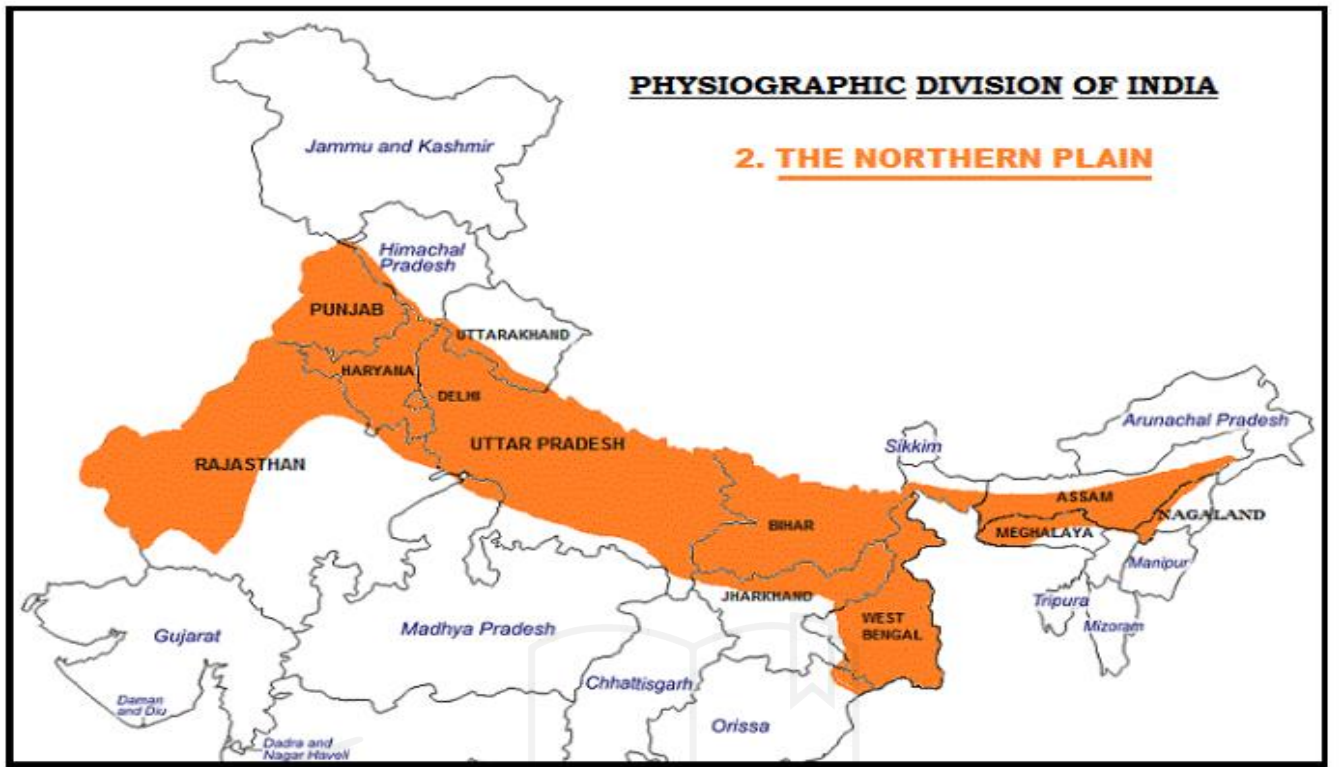 PHYSIOGRAPHIC DIVISION OF INDIA
2. THE NORTHERN PLAIN
Jammu and Kashmir
Himachal
Pradesh
PUNJAB
UTTARAKHAND
HARYANA
DELHI
UTTAR PRADESH
RAJASTHAN
Sikkim
Arunachal Pradesh
ASSAM
NAGALAND
MEGHALAYA
BIHAR
Manipur
JHARKHAND
Tripura
Mizoram
WEST
BENGAL
Gujarat
Madhya Pradesh
Chhattisgarh
Daman
and Diu
Orissa
Dadra and
Nagar Haveli